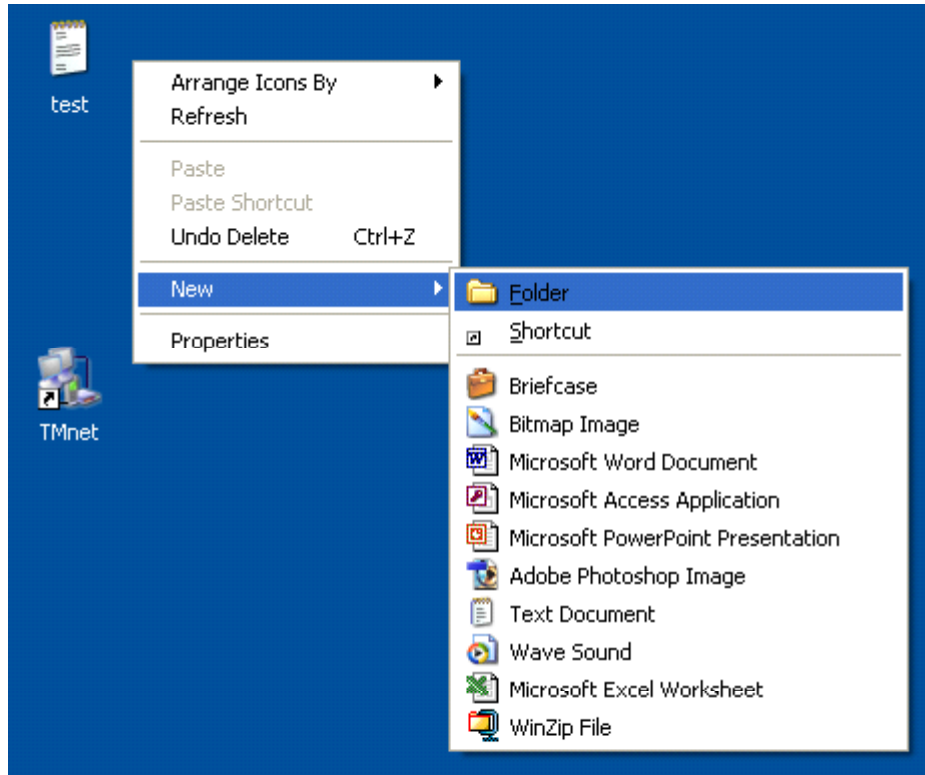 test
Arrange Icons By
Refresh
Paste
Paste Shortcut
Undo Delete Ctrl+Z
New
Properties
TMnet
Folder
Shortcut
Briefcase
Bitmap Image
Microsoft Word Document
Microsoft Access Application
Microsoft PowerPoint Presentation
Adobe Photoshop Image
Text Document
Wave Sound
Microsoft Excel Worksheet
WinZip File